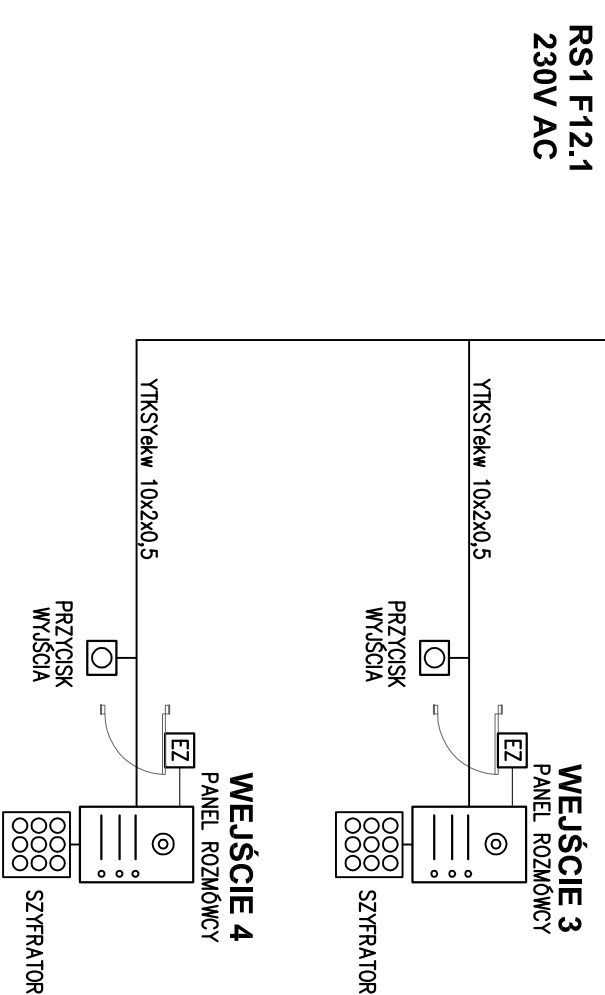 RS1 F12.1
230V AC
WEJŚCIE 3
PANEL ROZMÓWCY
EZ
YTKSYekw 10x2x0,5
PRZYCISK
WYJŚCIA
SZYFRATOR
WEJŚCIE 4
PANEL ROZMÓWCY
EZ
YTKSYekw 10x2x0,5
PRZYCISK
WYJŚCIA
SZYFRATOR